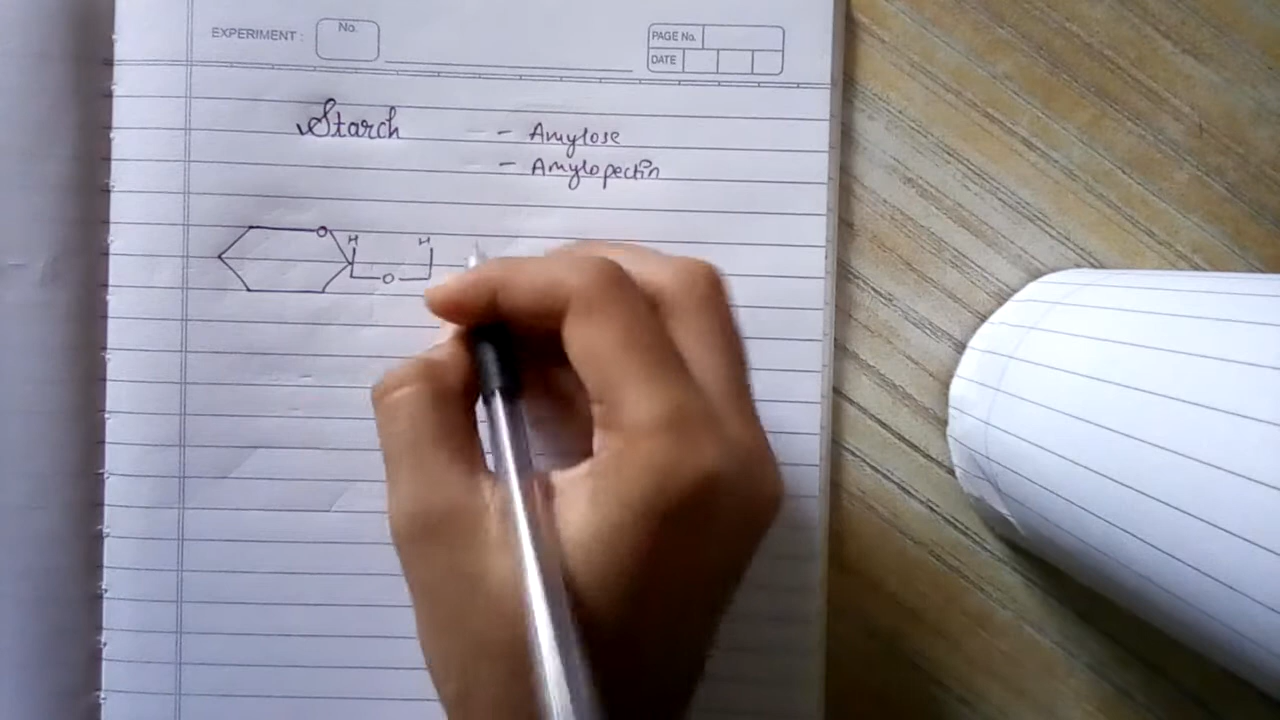 EXPERIMENT : No. PAGE No.
DATE
Starch - Amylose
- Amylopectin
O
H H
O